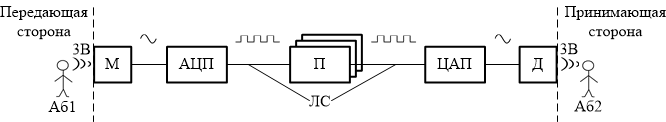 Передающая
сторона
Принимающая
сторона
ЗВ
ЗВ
М
АЦП
П
ЦАП
Д
ЛС
Аб1
Аб2